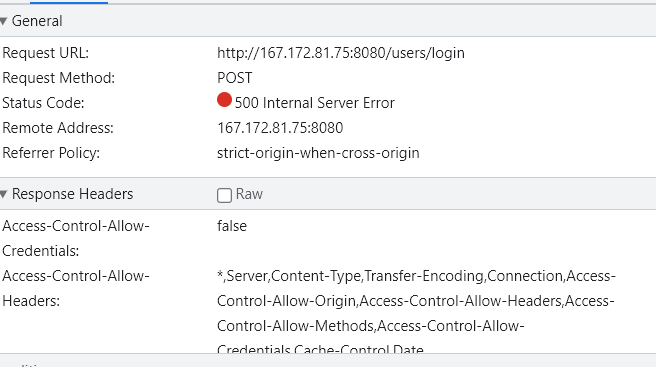 General
Request URL: http://167.172.81.75:8080/users/login
Request Method: POST
Status Code: 500 Internal Server Error
Remote Address: 167.172.81.75:8080
Referrer Policy: strict-origin-when-cross-origin
Response Headers Raw
Access-Control-Allow- false
Credentials:
Access-Control-Allow- *,Server,Content-Type,Transfer-Encoding,Connection,Access-
Headers: Control-Allow-Origin,Access-Control-Allow-Headers,Access-
Control-Allow-Methods,Access-Control-Allow-
Credentials,Cache-Control,Date